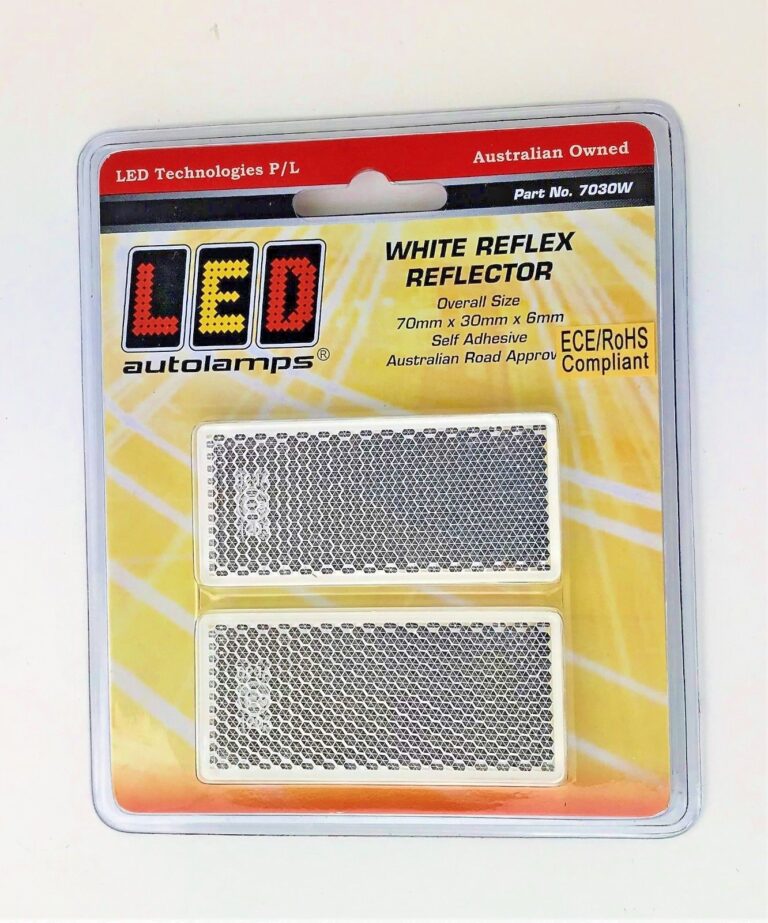 LED Technologies P/L
Australian Owned
Part No. 7030W
LED
autolamps®
WHITE REFLEX
REFLECTOR
Overall Size
70mm x 30mm x 6mm
Self Adhesive
Australian Road Approv
ECE/RoHS
Compliant